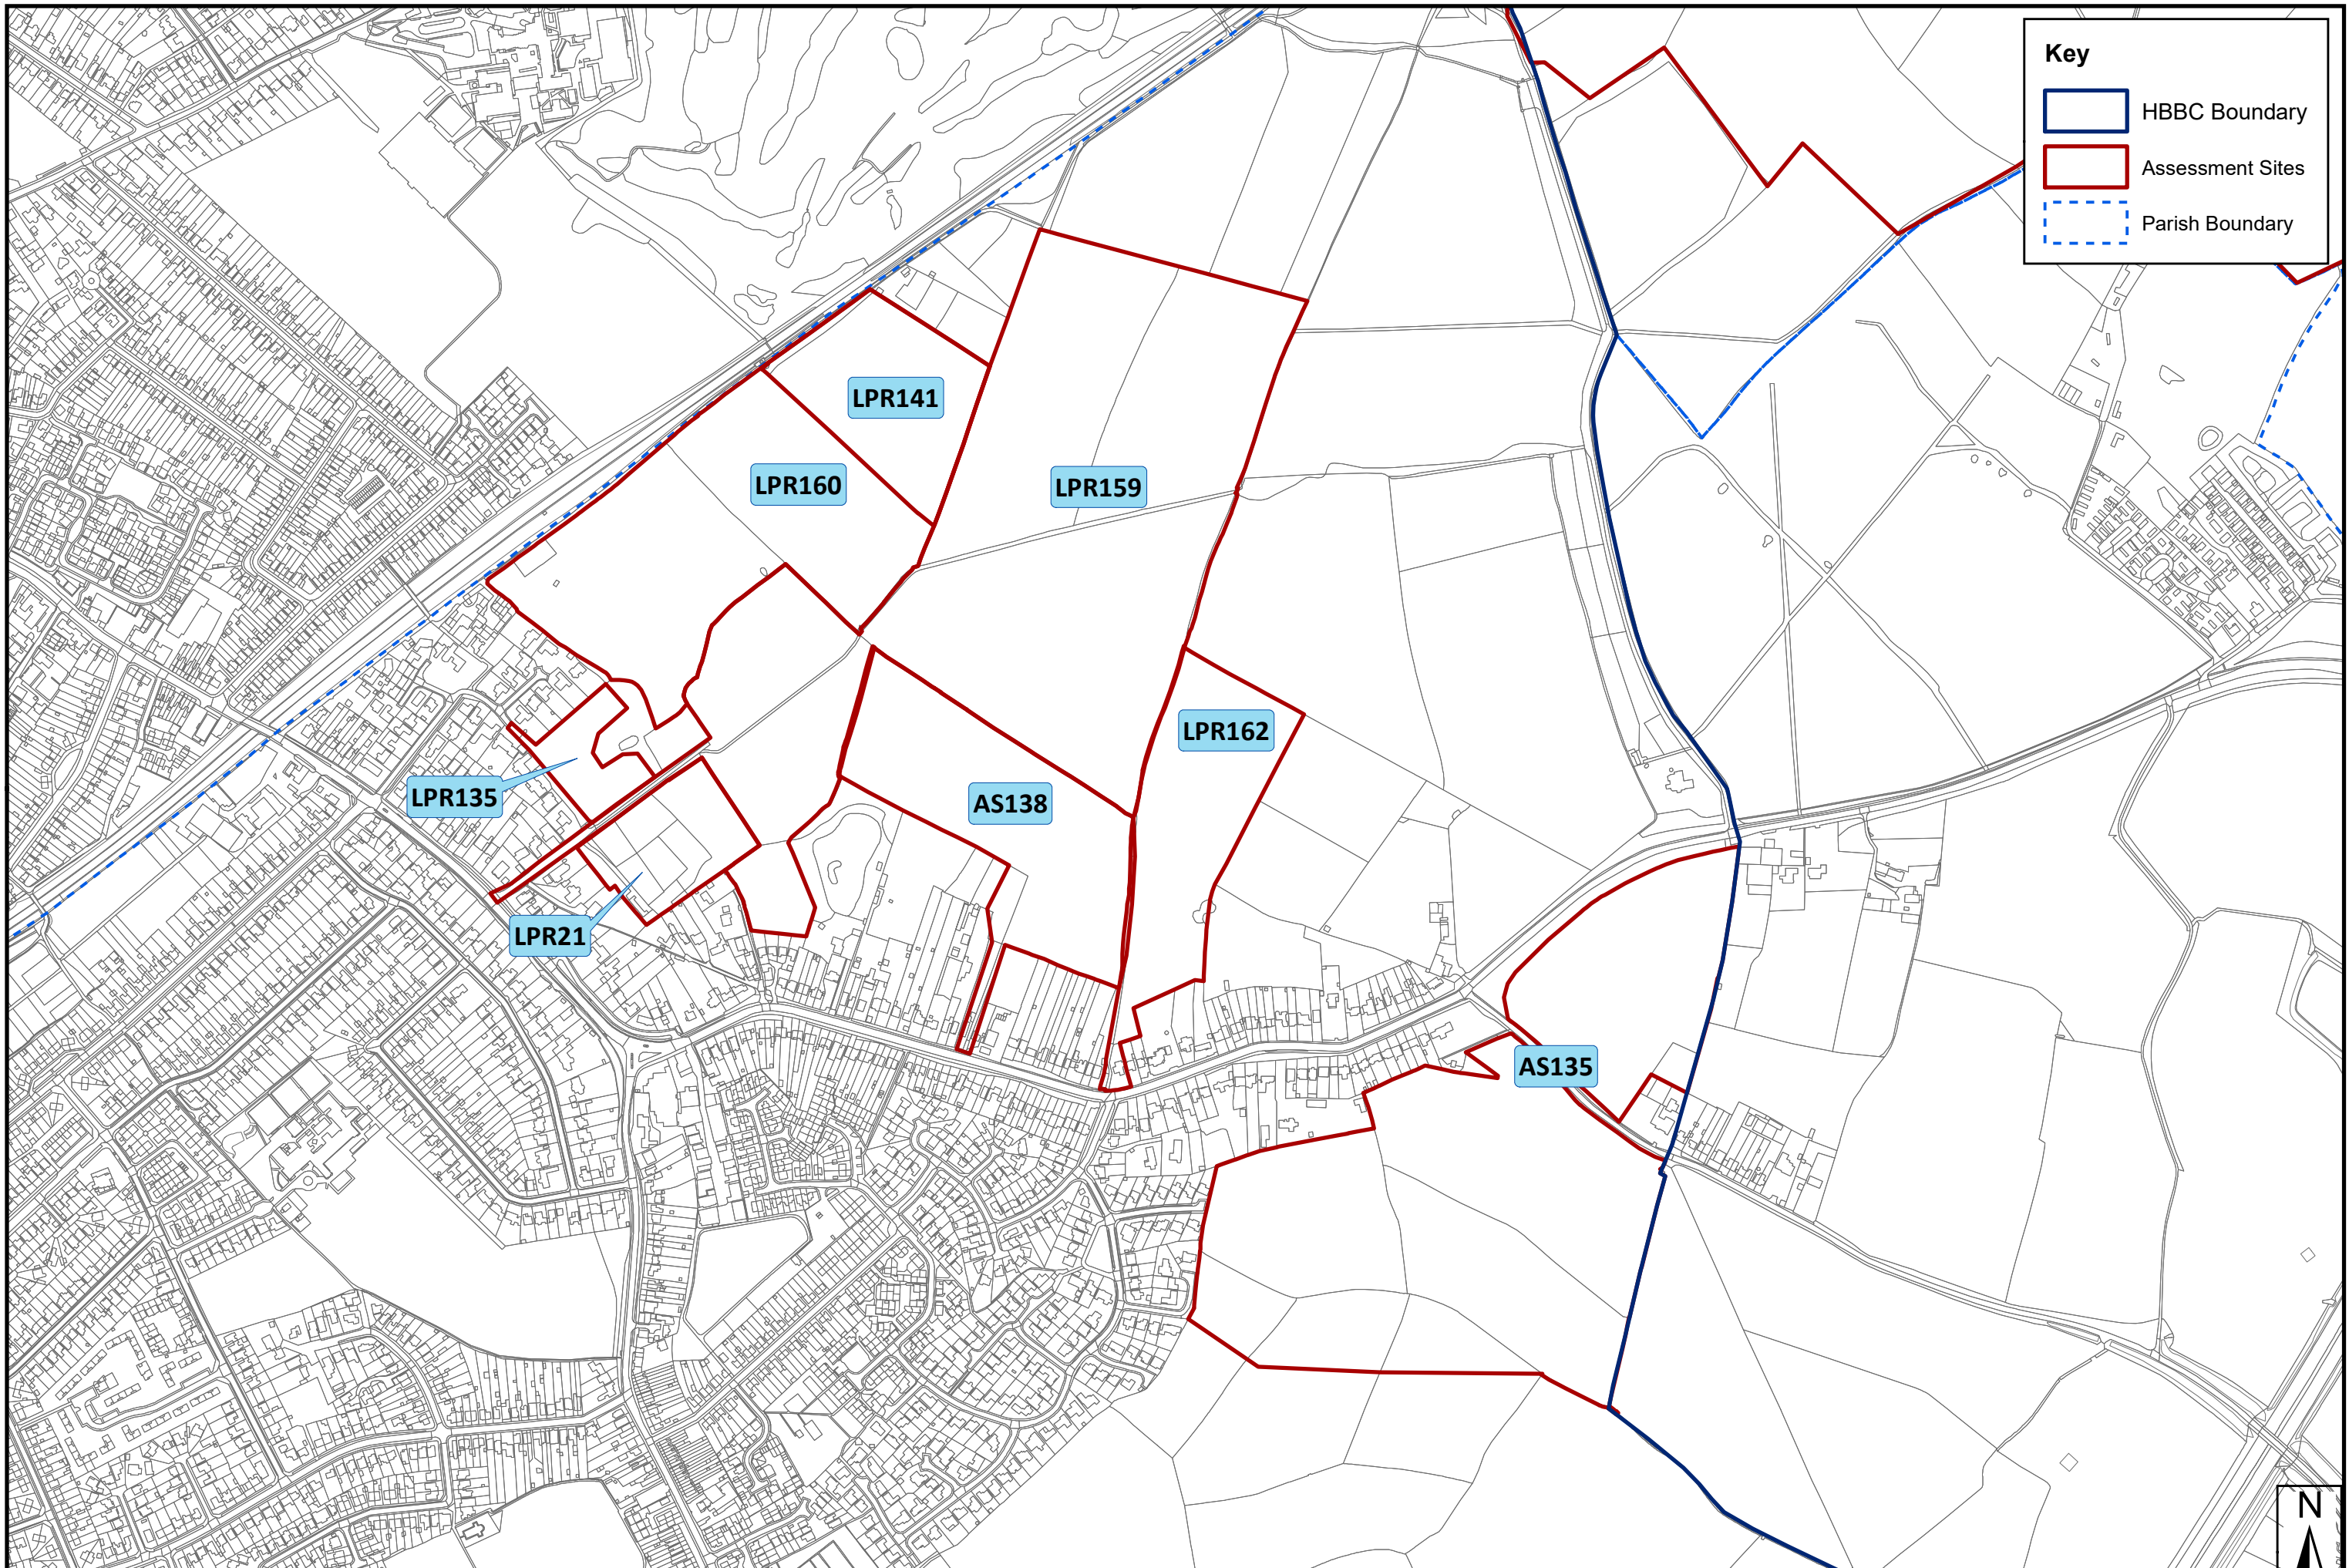 Key
HBBC Boundary
Assessment Sites
Parish Boundary
LPR141
LPR160
LPR159
LPR162
LPR135
AS138
LPR21
AS135
N